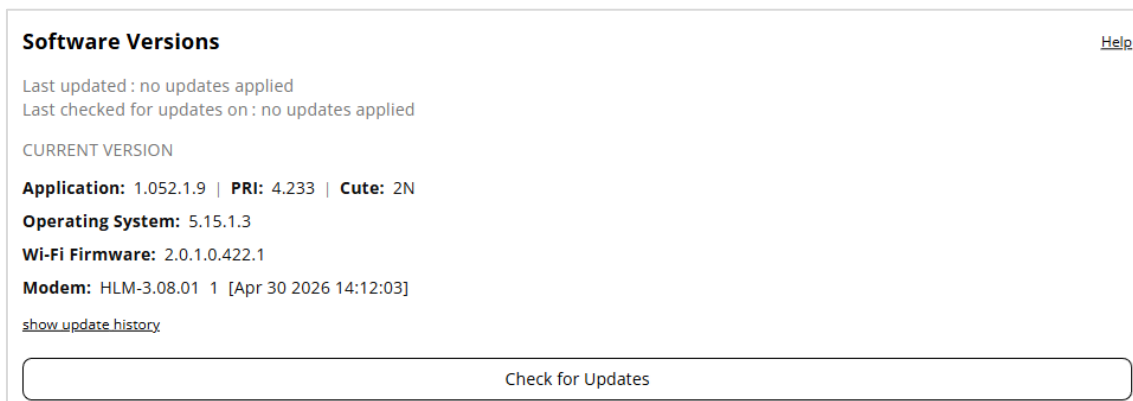 Software Versions
Help
Last updated : no updates applied
Last checked for updates on : no updates applied
CURRENT VERSION
Application: 1.052.1.9 | PRI: 4.233 | Cute: 2N
Operating System: 5.15.1.3
Wi-Fi Firmware: 2.0.1.0.422.1
Modem: HLM-3.08.01 1 [Apr 30 2026 14:12:03]
show update history
Check for Updates